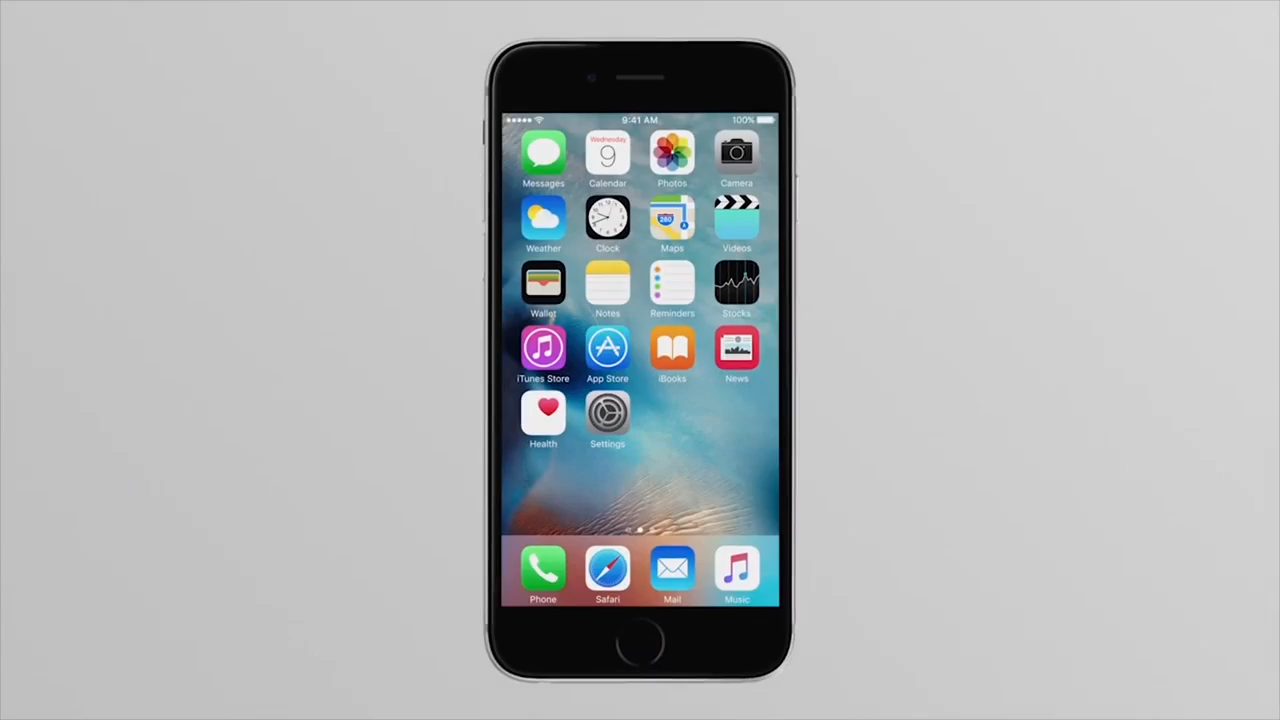 9:41 AM 100%
Wednesday
9
Messages Calendar Photos Camera
280
Weather Clock Maps Videos
Wallet Notes Reminders Stocks
iTunes Store App Store iBooks News
Health Settings
Phone Safari Mail Music